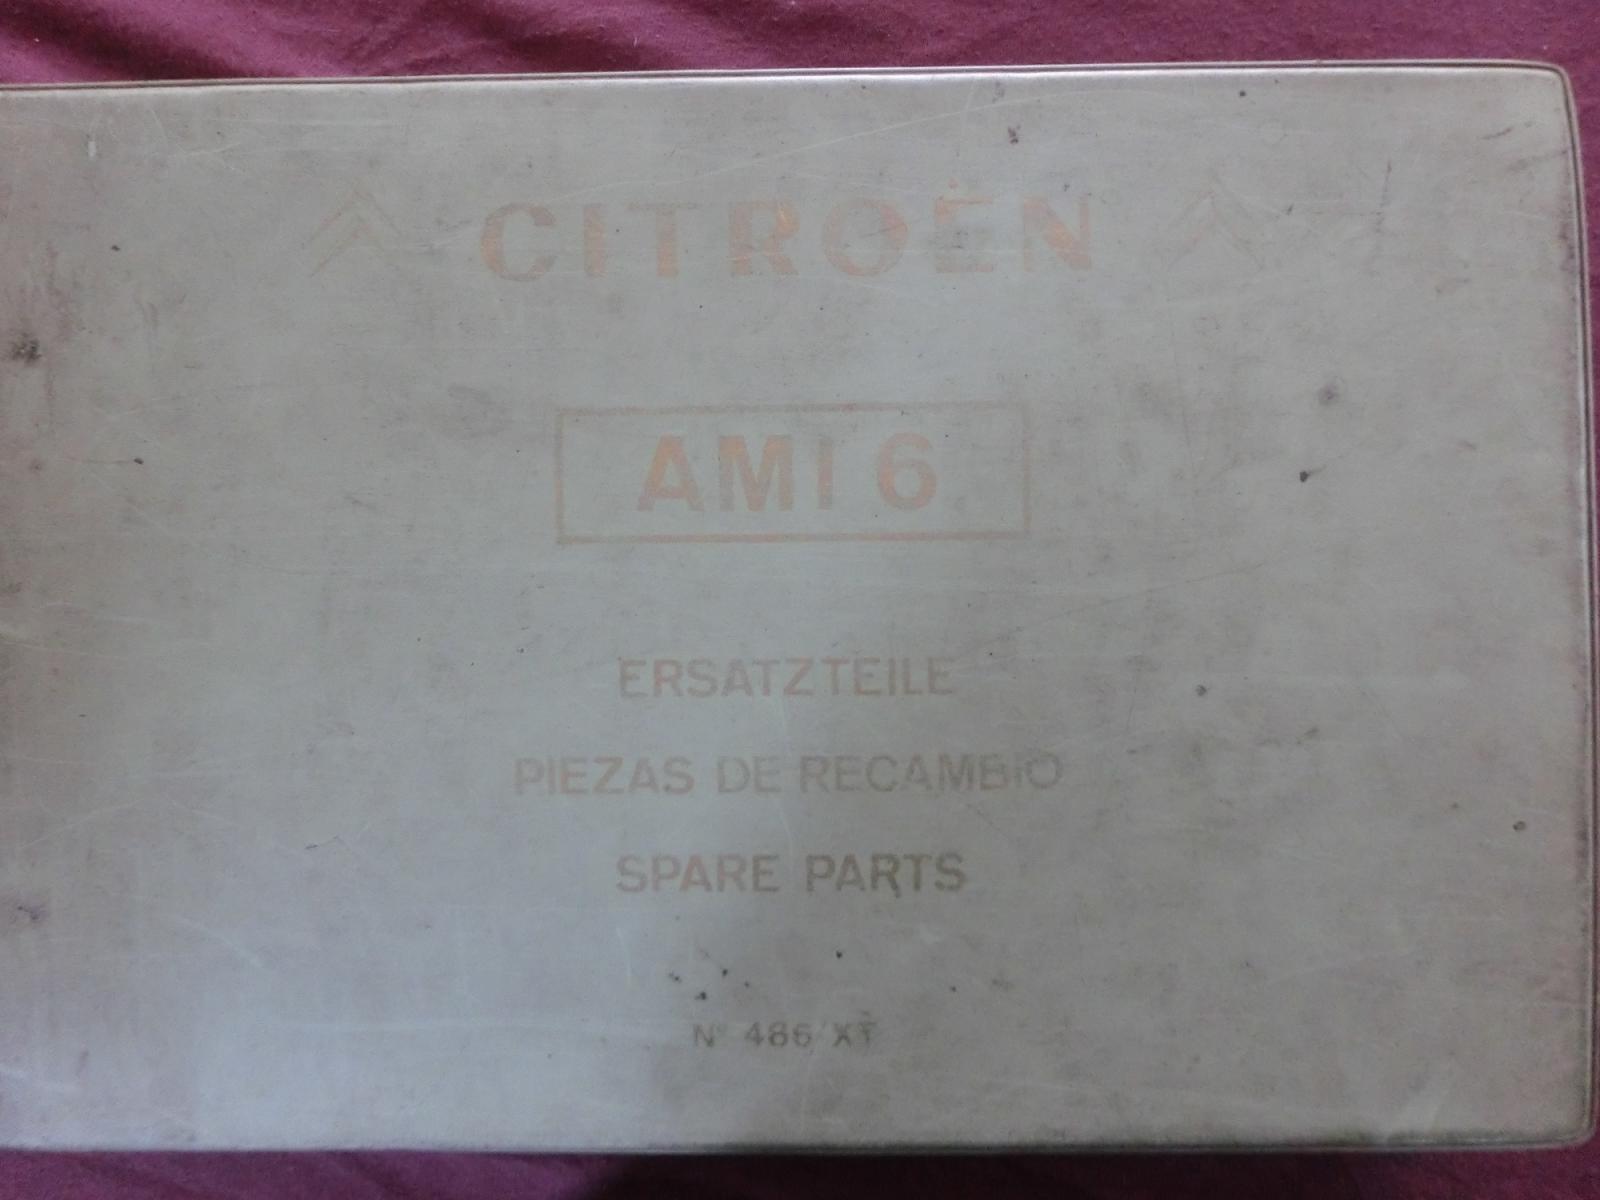 CITROËN
AMI 6
ERSATZTEILE
PIEZAS DE RECAMBIO
SPARE PARTS
N° 486 XT